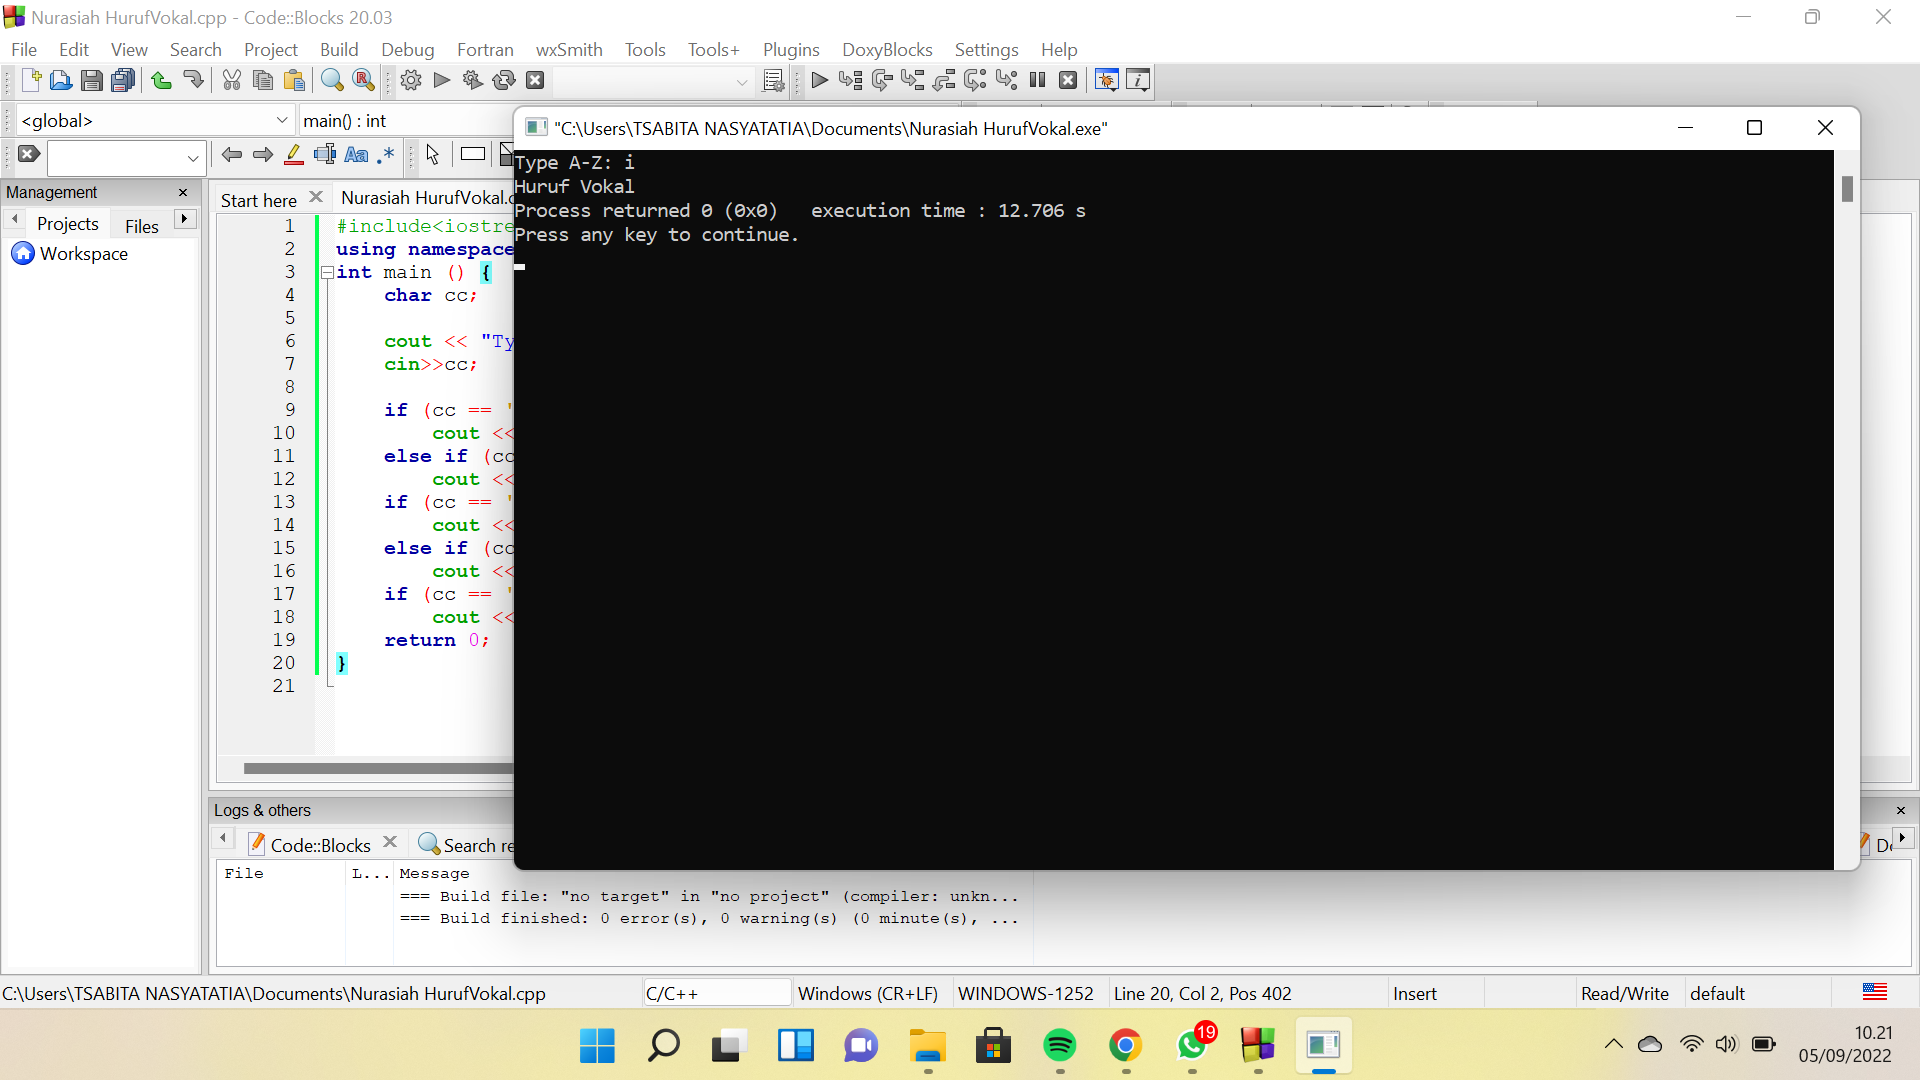 Nurasiah HurufVokal.cpp - Code::Blocks 20.03
File Edit View Search Project Build Debug Fortran wxSmith Tools Tools+ Plugins DoxyBlocks Settings Help
<global> main() : int
"C:\Users\TSABITA NASYATATIA\Documents\Nurasiah HurufVokal.exe"
Type A-Z: i
Huruf Vokal
Process returned 0 (0x0)   execution time : 12.706 s
Press any key to continue.
Management
Projects Files
Workspace
Start here Nurasiah HurufVokal.c
1 #include<iostre
2 using namespace
3 int main () {
4 char cc;
5
6 cout << "Ty
7 cin>>cc;
8
9 if (cc == '
10 cout <<
11 else if (cc
12 cout <<
13 if (cc == '
14 cout <<
15 else if (cc
16 cout <<
17 if (cc == '
18 cout <<
19 return 0;
20 }
21
Logs & others
Code::Blocks Search re
File L... Message
=== Build file: "no target" in "no project" (compiler: unkn...
=== Build finished: 0 error(s), 0 warning(s) (0 minute(s), ...
C:\Users\TSABITA NASYATATIA\Documents\Nurasiah HurufVokal.cpp C/C++ Windows (CR+LF) WINDOWS-1252 Line 20, Col 2, Pos 402 Insert Read/Write default
19
10.21
05/09/2022